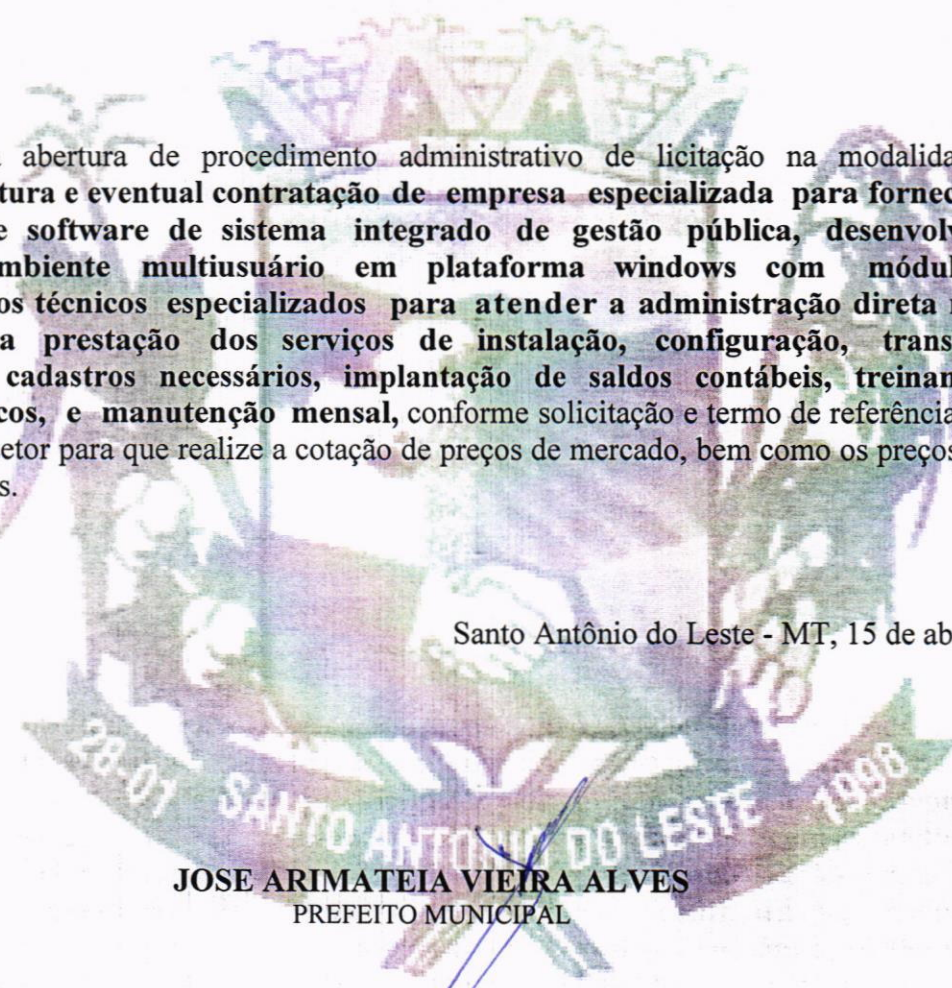 abertura de procedimento administrativo de licitação na modalida
tura e eventual contratação de empresa especializada para fornec
e software de sistema integrado de gestão pública, desenvolv
mbiente multiusuário em plataforma windows com módul
os técnicos especializados para atender a administração direta
a prestação dos serviços de instalação, configuração, trans
cadastros necessários, implantação de saldos contábeis, treinam
cos, e manutenção mensal, conforme solicitação e termo de referência
etor para que realize a cotação de preços de mercado, bem como os preços
s.
Santo Antônio do Leste - MT, 15 de ab
28-01 SANTO ANTONIO DO LESTE 1998
JOSE ARIMATEIA VIEIRA ALVES
PREFEITO MUNICIPAL